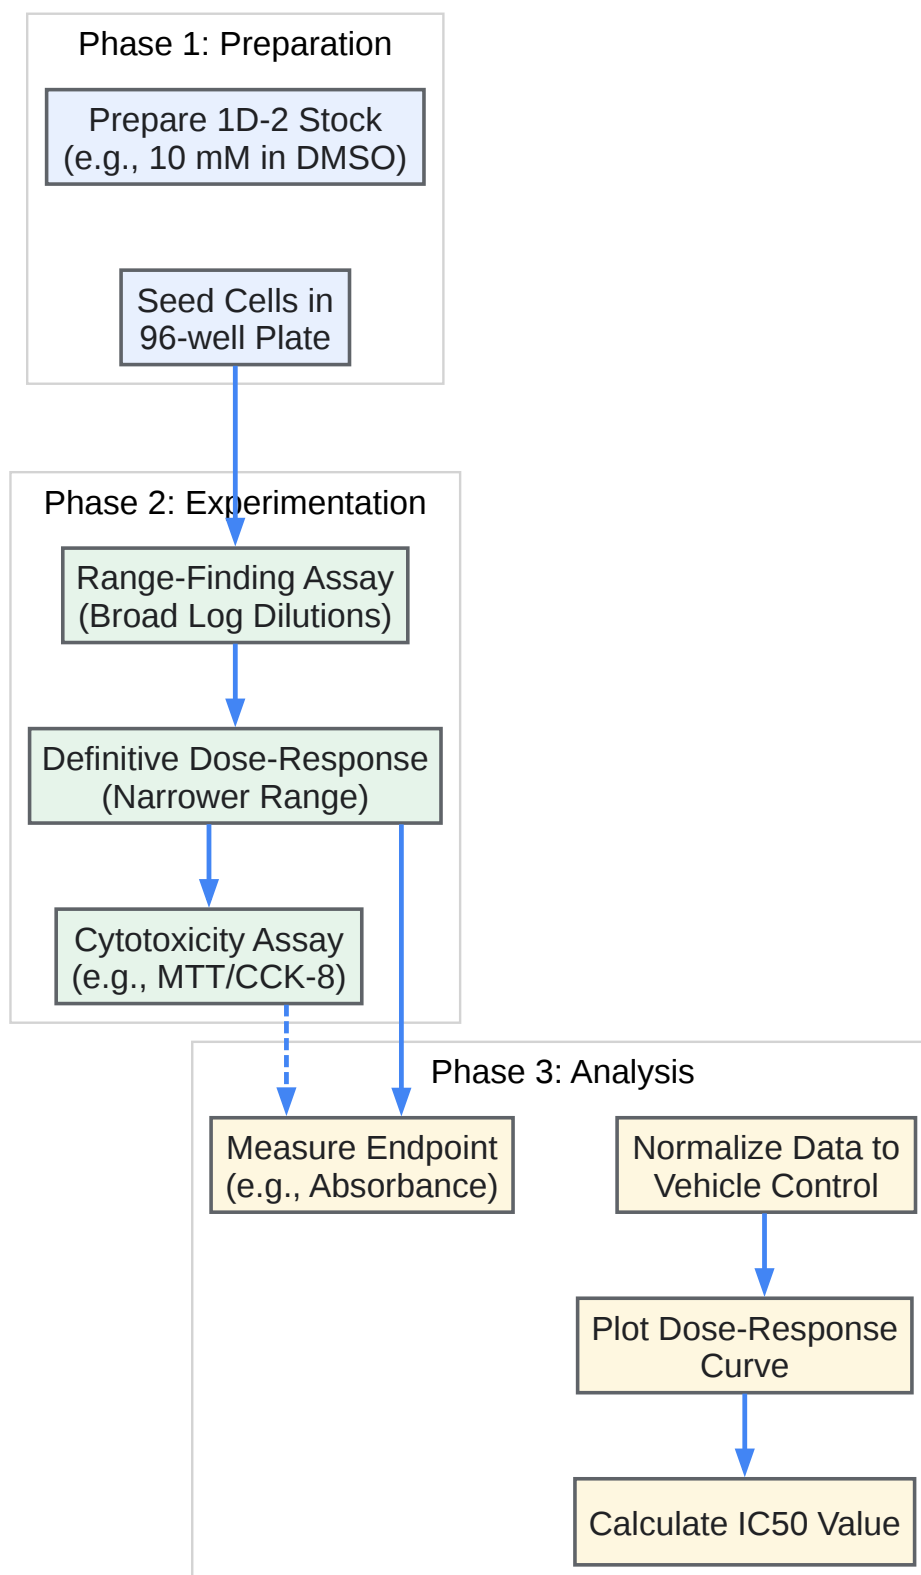 Phase 1: Preparation
Prepare 1D-2 Stock
(e.g., 10 mM in DMSO)
Seed Cells in
96-well Plate
Phase 2: Experimentation
Range-Finding Assay
(Broad Log Dilutions)
Definitive Dose-Response
(Narrower Range)
Cytotoxicity Assay
(e.g., MTT/CCK-8)
Phase 3: Analysis
Measure Endpoint
(e.g., Absorbance)
Normalize Data to
Vehicle Control
Plot Dose-Response
Curve
Calculate IC50 Value